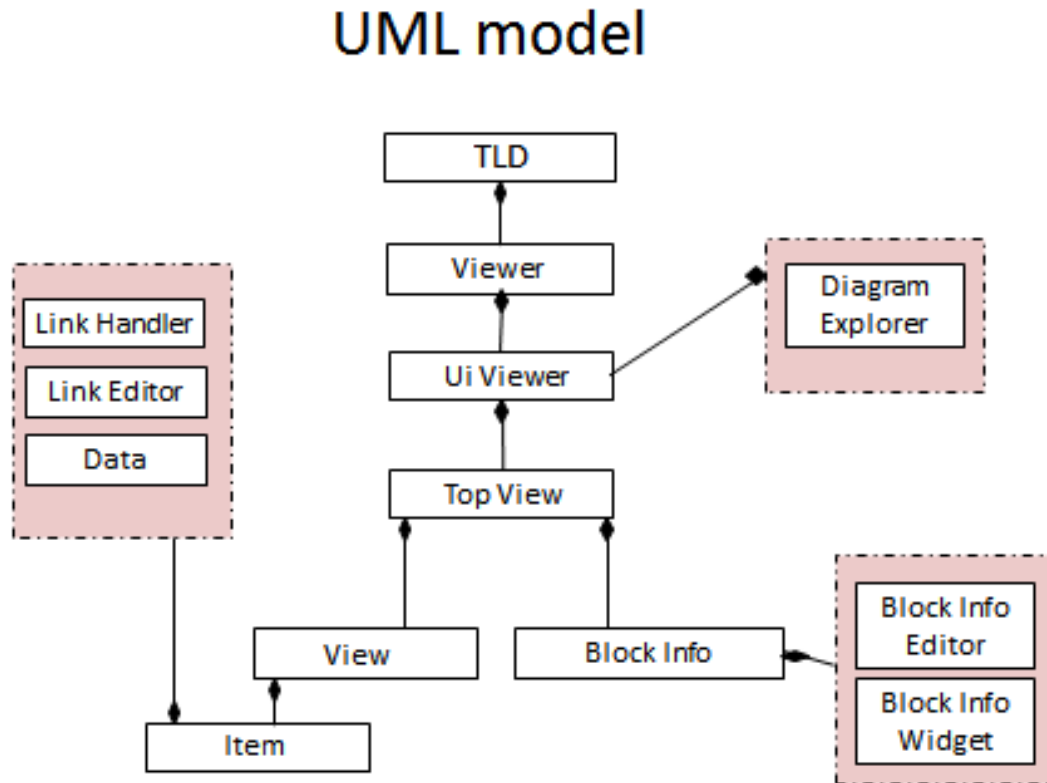 UML model
TLD
Viewer
Diagram
Explorer
Link Handler
Ui Viewer
Link Editor
Data
Top View
Block Info
Editor
View
Block Info
Block Info
Widget
Item